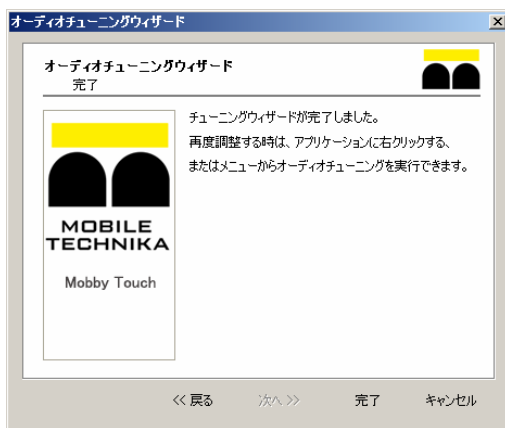 オーディオチューニングウィザード
オーディオチューニングウィザード
完了
チューニングウィザードが完了しました。
再度調整する時は、アプリケーションに右クリックする、
またはメニューからオーディオチューニングを実行できます。
MOBILE
TECHNIKA
Mobby Touch
<< 戻る
次へ >>
完了
キャンセル